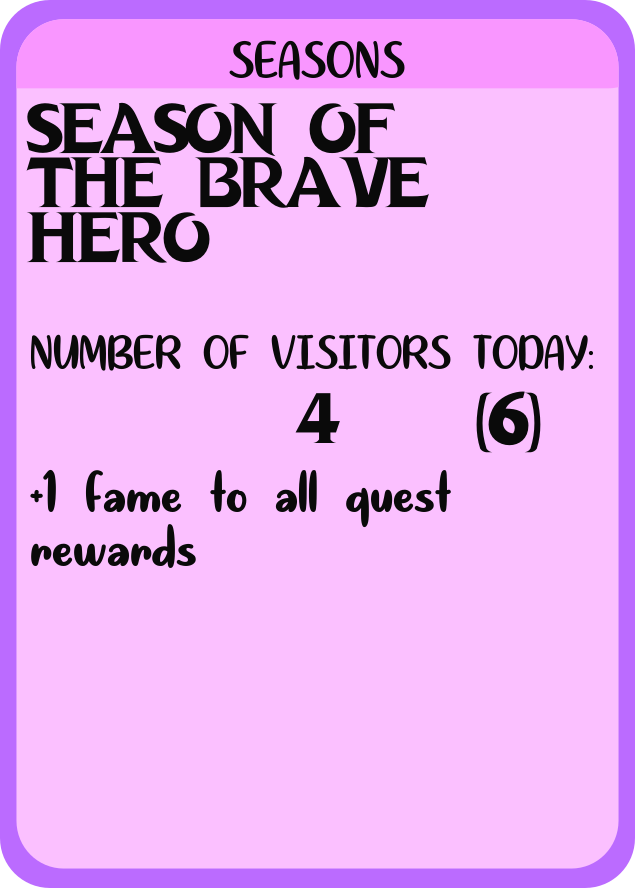 SEASONS
SEASON OF
THE BRAVE
HERO
NUMBER OF VISITORS TODAY:
4 (6)
+1 fame to all quest
rewards